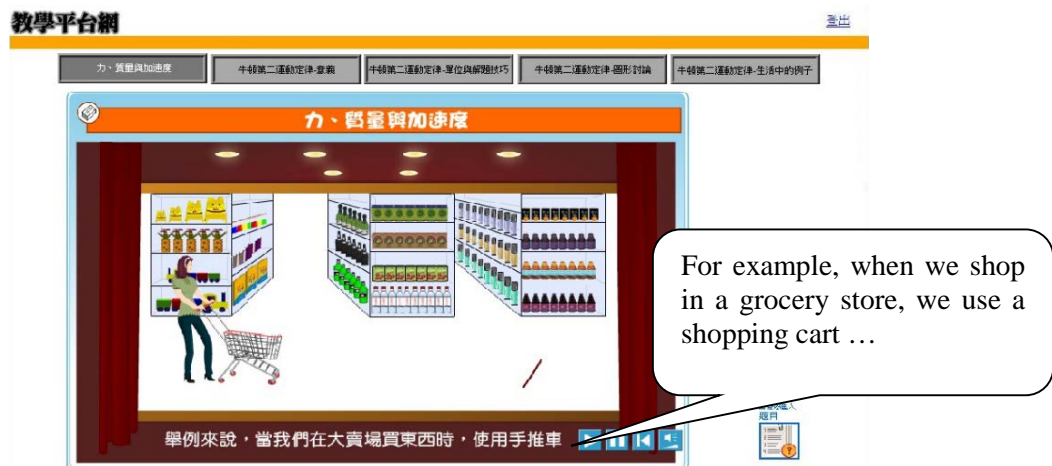 教學平台網
登出
力、質量與加速度
牛頓第二運動定律-意義
牛頓第二運動定律-單位與解題技巧
牛頓第二運動定律-圖形討論
牛頓第二運動定律-生活中的例子
力、質量與加速度
For example, when we shop
in a grocery store, we use a
shopping cart …
題目
舉例來說，當我們在大賣場買東西時，使用手推車